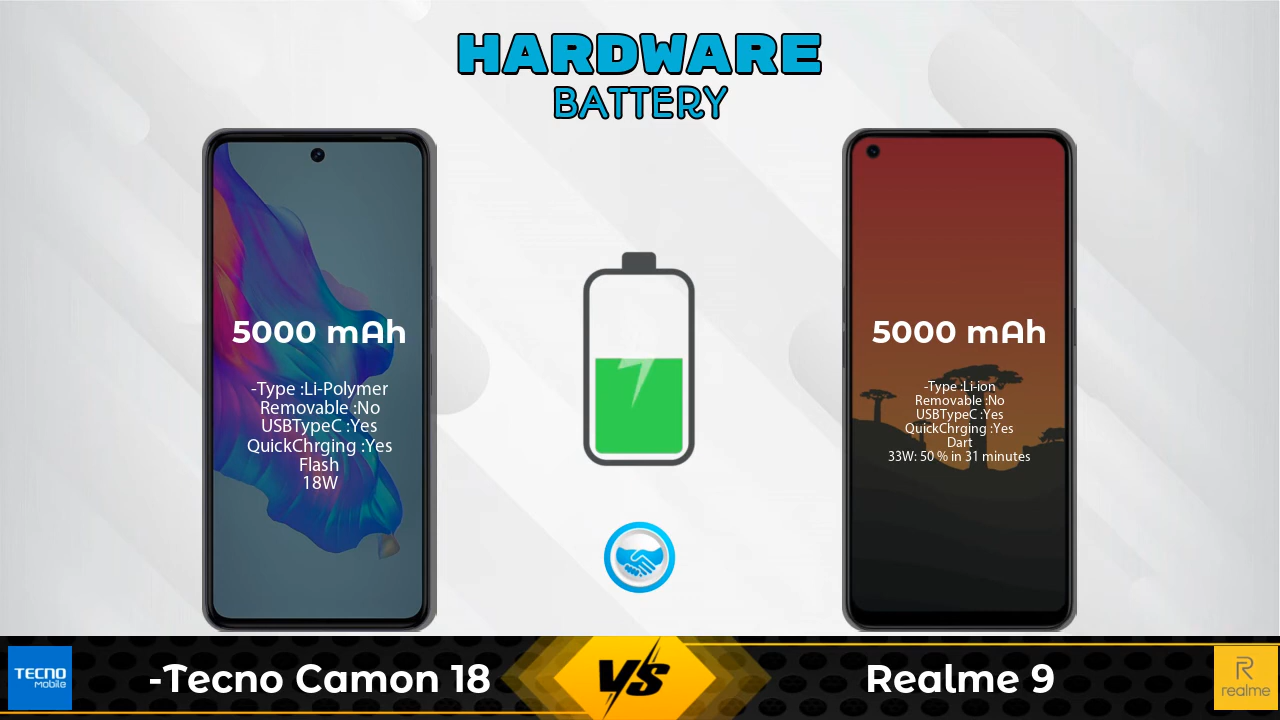 HARDWARE
BATTERY
5000 mAh
-Type :Li-Polymer
Removable :No
USBTypeC :Yes
QuickChrging :Yes
Flash
18W
5000 mAh
-Type :Li-ion
Removable :No
USBTypeC :Yes
QuickChrging :Yes
Dart
33W: 50 % in 31 minutes
TECNO
Mobile
-Tecno Camon 18
VS
Realme 9
R
realme